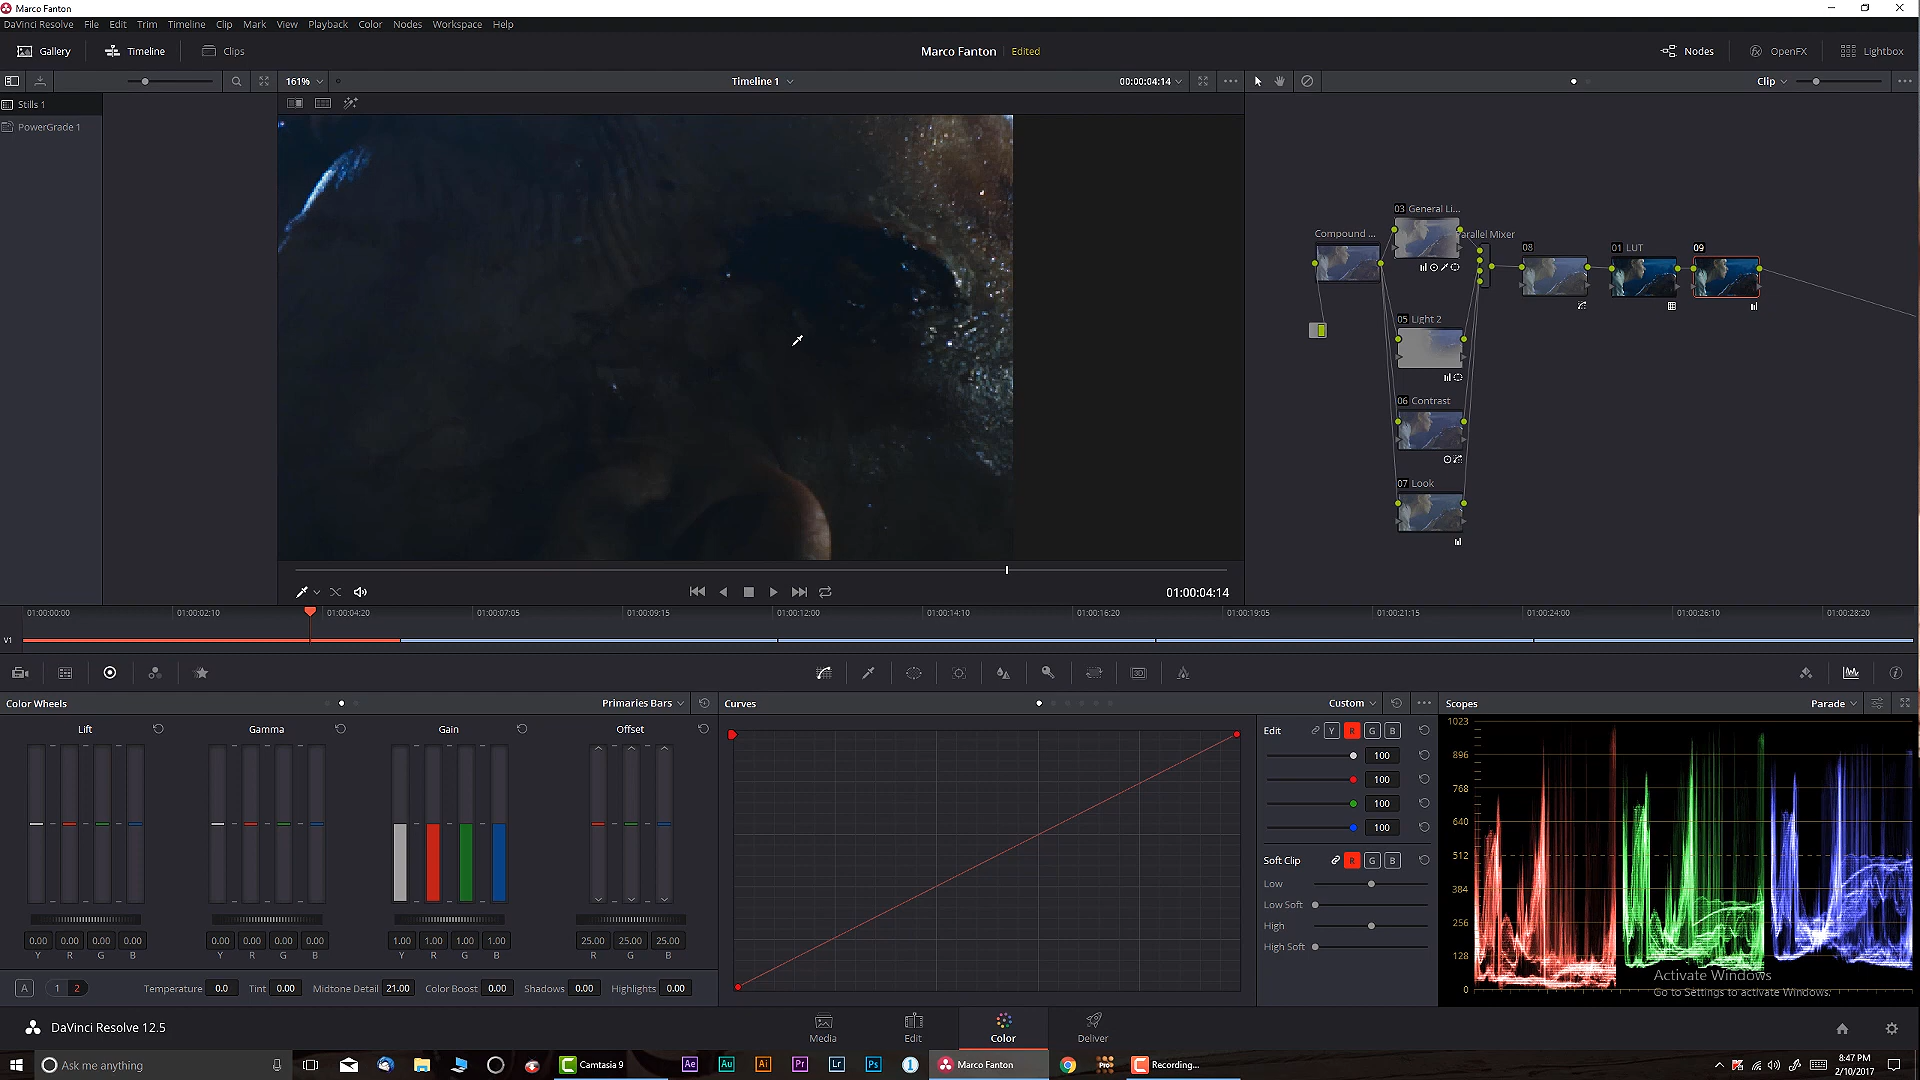 Marco Fanton
DaVinci Resolve File Edit Trim Timeline Clip Mark View Playback Color Nodes Workspace Help
Gallery Timeline Clips Marco Fanton Edited Nodes OpenFX Lightbox
161% Timeline 1 00:00:04:14 Clip
Stills 1
PowerGrade 1
03 General Li...
Compound ... arallel Mixer
08 01 LUT 09
05 Light 2
06 Contrast
07 Look
01:00:04:14
01:00:00:00 01:00:02:10 01:00:04:20 01:00:07:05 01:00:09:15 01:00:12:00 01:00:14:10 01:00:16:20 01:00:19:05 01:00:21:15 01:00:24:00 01:00:26:10 01:00:28:20
V1
Color Wheels Primaries Bars Curves Custom Scopes Parade
Lift Gamma Gain Offset
Edit Y R G B
100
100
100
100
Soft Clip R G B
Low
Low Soft
High
High Soft
1023
896
768
640
512
384
256
128
0
0.00 0.00 0.00 0.00 0.00 0.00 0.00 0.00 1.00 1.00 1.00 1.00 25.00 25.00 25.00
Y R G B Y R G B Y R G B R G B
A 1 2 Temperature 0.0 Tint 0.00 Midtone Detail 21.00 Color Boost 0.00 Shadows 0.00 Highlights 0.00
Activate Windows
Go to Settings to activate Windows.
DaVinci Resolve 12.5 Media Edit Color Deliver
Ask me anything Camtasia 9 Ae Au Ai Pr Lr Ps Marco Fanton Recording... 8:47 PM
2/10/2017